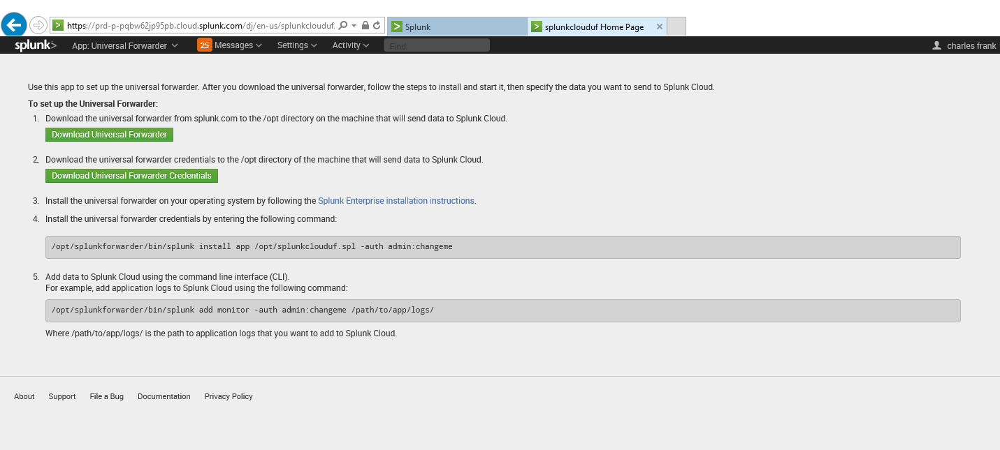 https://prd-p-pqbw62jp95pb.cloud.splunk.com/dj/en-us/splunkclouduf, Splunk splunkclouduf Home Page
splunk> App: Universal Forwarder 25 Messages Settings Activity Find charles frank
Use this app to set up the universal forwarder. After you download the universal forwarder, follow the steps to install and start it, then specify the data you want to send to Splunk Cloud.
To set up the Universal Forwarder:
1. Download the universal forwarder from splunk.com to the /opt directory on the machine that will send data to Splunk Cloud.
Download Universal Forwarder
2. Download the universal forwarder credentials to the /opt directory of the machine that will send data to Splunk Cloud.
Download Universal Forwarder Credentials
3. Install the universal forwarder on your operating system by following the Splunk Enterprise installation instructions.
4. Install the universal forwarder credentials by entering the following command:
/opt/splunkforwarder/bin/splunk install app /opt/splunkclouduf.spl -auth admin:changeme
5. Add data to Splunk Cloud using the command line interface (CLI).
For example, add application logs to Splunk Cloud using the following command:
/opt/splunkforwarder/bin/splunk add monitor -auth admin:changeme /path/to/app/logs/
Where /path/to/app/logs/ is the path to application logs that you want to add to Splunk Cloud.
About Support File a Bug Documentation Privacy Policy